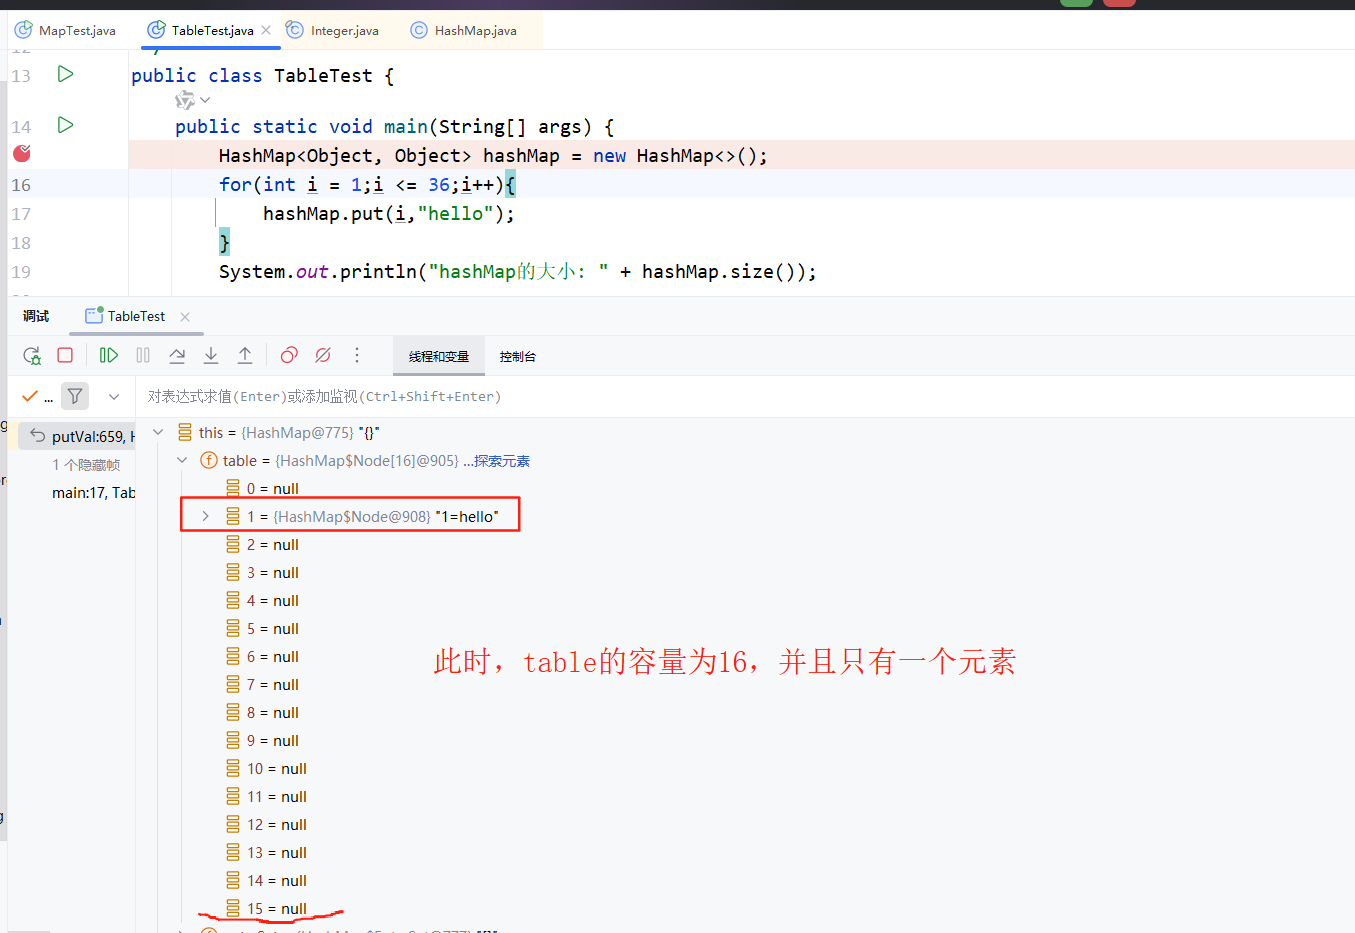 MapTest.java TableTest.java Integer.java HashMap.java
13 public class TableTest {
14 public static void main(String[] args) {
HashMap<Object, Object> hashMap = new HashMap<>();
16 for(int i = 1;i <= 36;i++){
17 hashMap.put(i,"hello");
18 }
19 System.out.println("hashMap的大小: " + hashMap.size());
调试 TableTest
线程和变量 控制台
... 对表达式求值(Enter)或添加监视(Ctrl+Shift+Enter)
putVal:659, H
1 个隐藏帧
main:17, Tab
this = {HashMap@775} "{}"
table = {HashMap$Node[16]@905} ...探索元素
0 = null
1 = {HashMap$Node@908} "1=hello"
2 = null
3 = null
4 = null
5 = null
6 = null
7 = null
8 = null
9 = null
10 = null
11 = null
12 = null
13 = null
14 = null
15 = null
此时，table的容量为16，并且只有一个元素